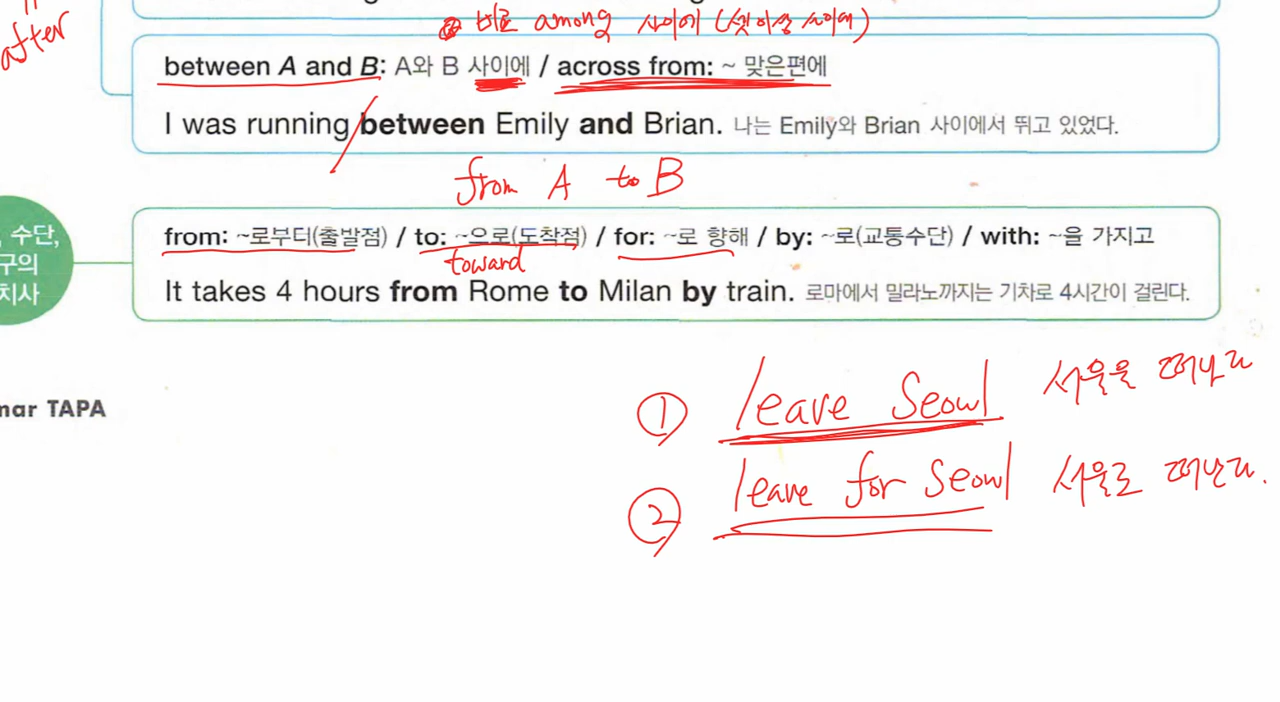 after
비교 among 사이에 (셋이상 사이에)
between A and B: A와 B 사이에 / across from: ~ 맞은편에
I was running between Emily and Brian. 나는 Emily와 Brian 사이에서 뛰고 있었다.
from A to B
수단,
구의
치사
from: ~로부터(출발점) / to: ~으로(도착점) / for: ~로 향해 / by: ~로(교통수단) / with: ~을 가지고
toward
It takes 4 hours from Rome to Milan by train. 로마에서 밀라노까지는 기차로 4시간이 걸린다.
mar TAPA
① leave Seoul 서울을 떠나다
② leave for Seoul 서울로 떠난다.